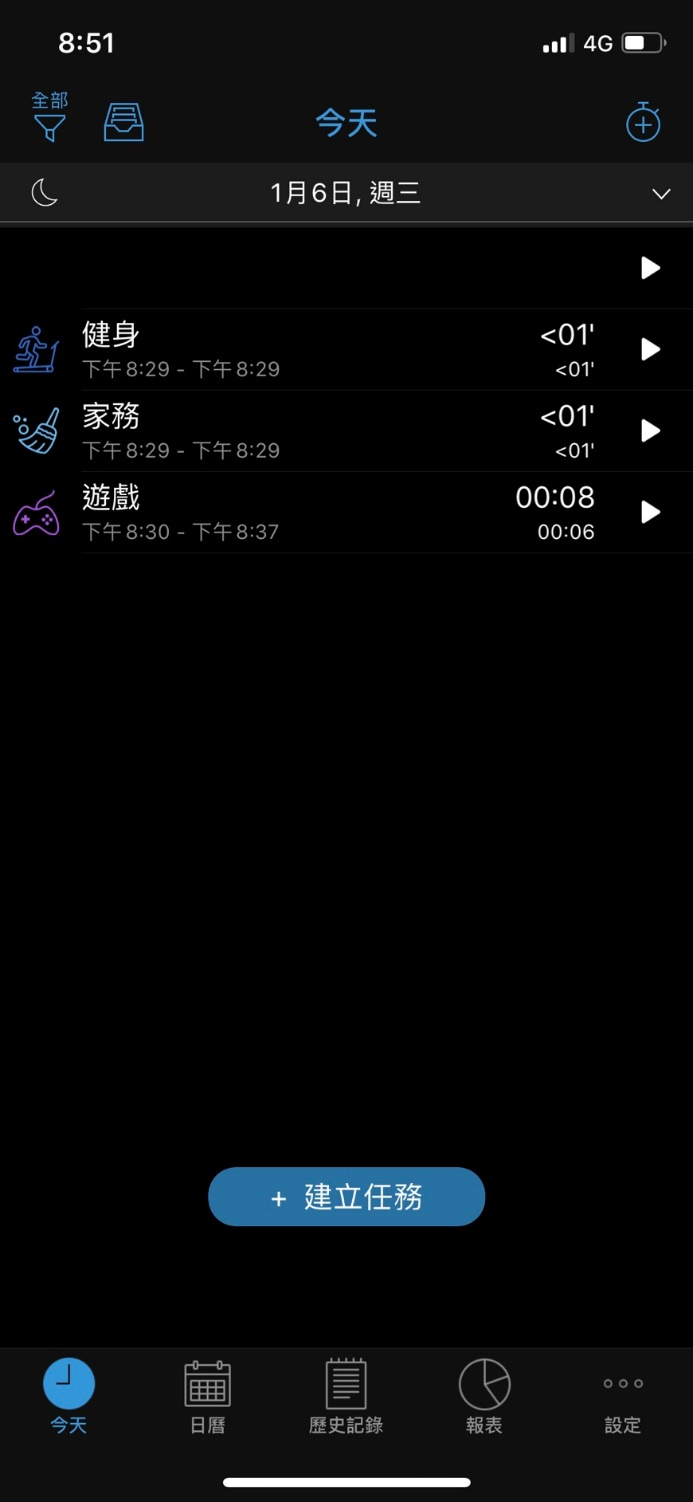 8:51
4G
全部
今天
1月6日, 週三
健身
<01'
下午8:29 - 下午8:29
<01'
家務
<01'
下午8:29 - 下午8:29
<01'
遊戲
00:08
下午8:30 - 下午8:37
00:06
+ 建立任務
今天
日曆
歷史記錄
報表
設定